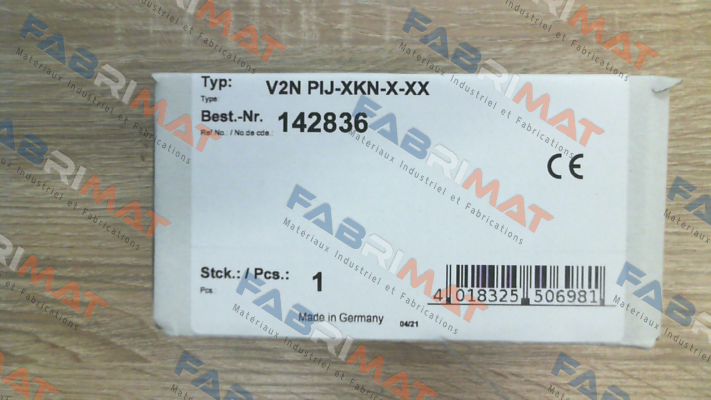 Typ: V2N PIJ-XKN-X-XX
Type:
Best.-Nr. 142836
Ref No.: / No de cde.:
CE
Stck.: / Pcs.: 1
Pce.
4 018325 506981
Made in Germany 04/21
FABRIMAT
Matériaux Industriel et Fabrications